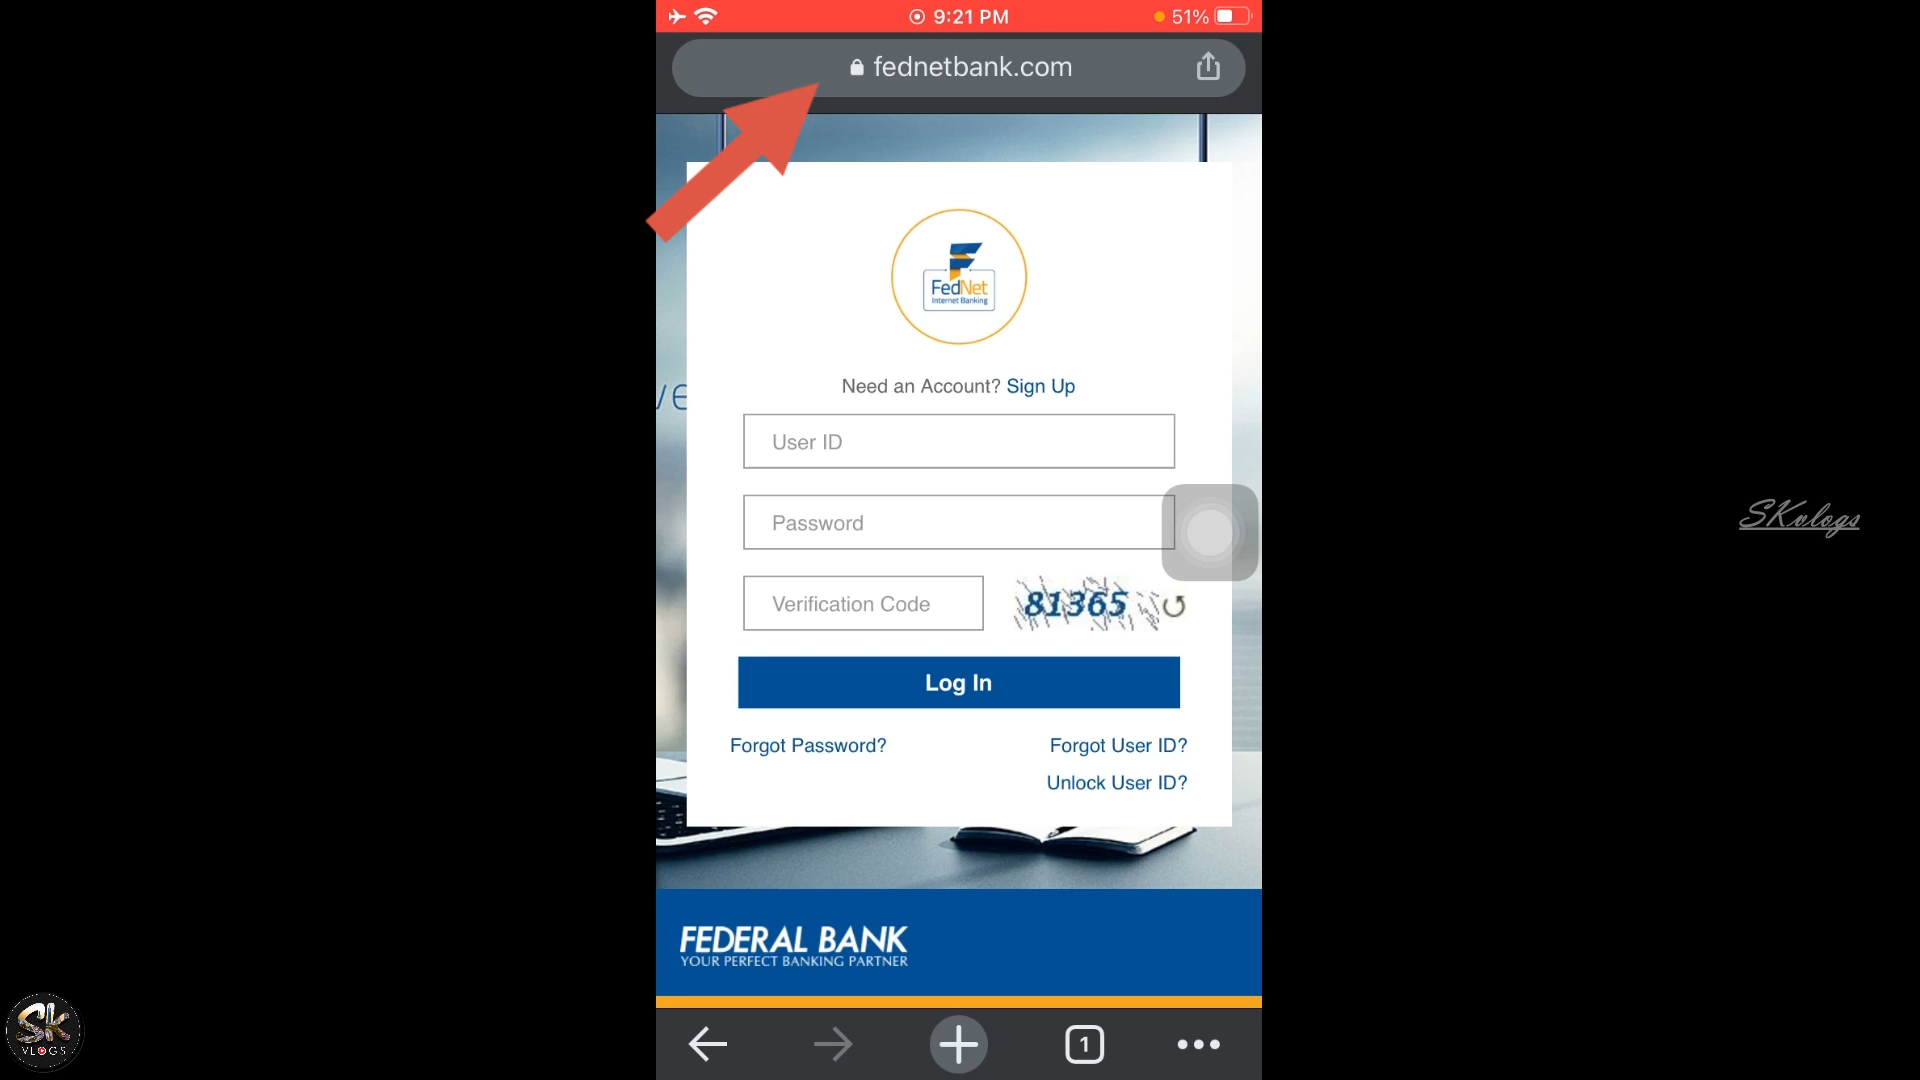 9:21 PM
51%
fednetbank.com
FedNet
Internet Banking
Need an Account? Sign Up
ve
User ID
Password
Verification Code
81365
Log In
Forgot Password?
Forgot User ID?
Unlock User ID?
FEDERAL BANK
YOUR PERFECT BANKING PARTNER
1
SKvlogs
Sk
VLOGS